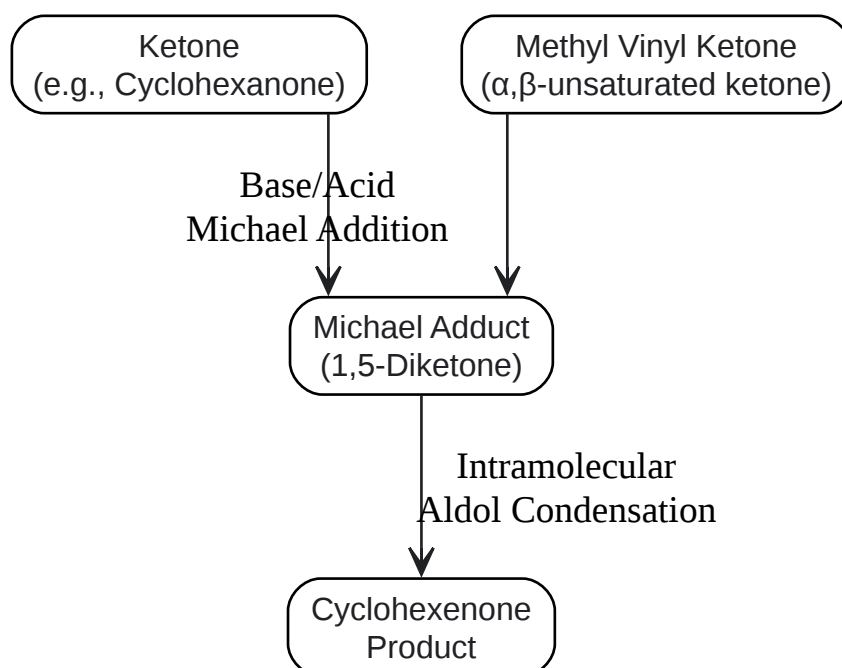 Ketone
(e.g., Cyclohexanone)
Methyl Vinyl Ketone
(α,β-unsaturated ketone)
Base/Acid
Michael Addition
Michael Adduct
(1,5-Diketone)
Intramolecular
Aldol Condensation
Cyclohexenone
Product